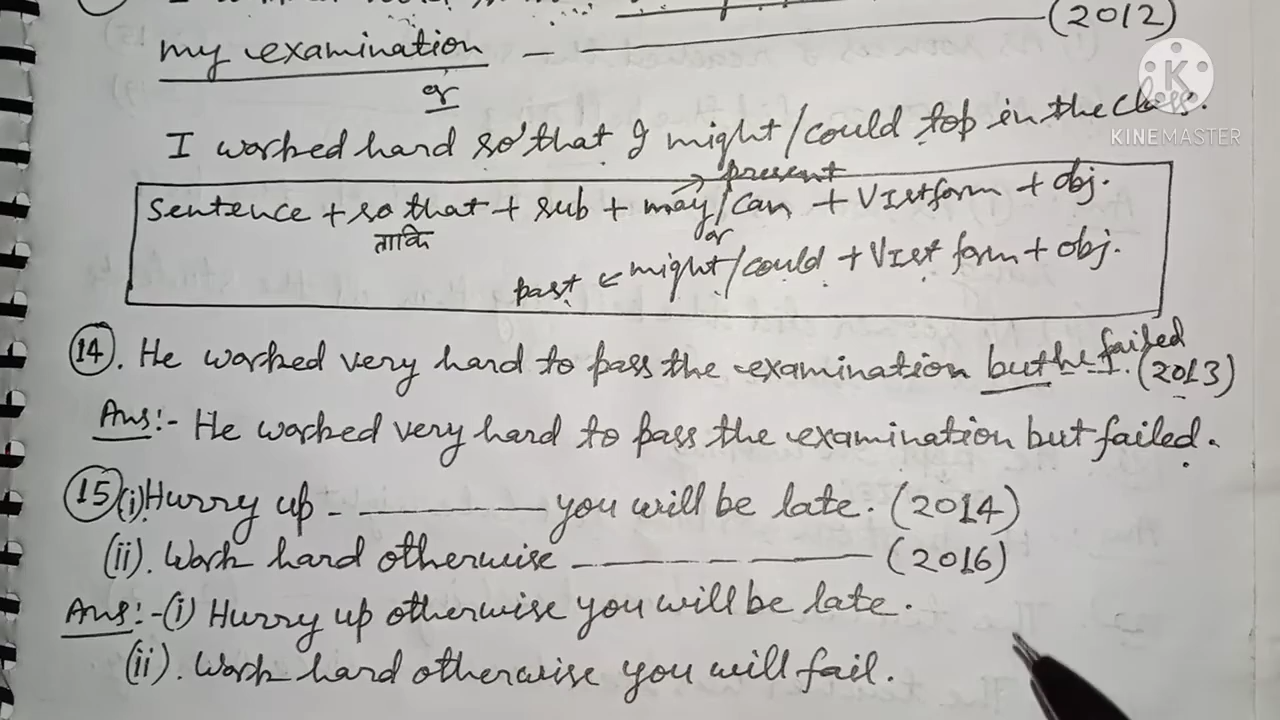 (2012)
my examination
or
I worked hard so that I might/could top in the class.
K
Class
KINEMASTER
→ present
Sentence + so that + sub + may/can + VIst form + obj.
ताकि
or
past ← might/could + VIst form + obj.
14. He worked very hard to pass the examination but he failed. (2013)
Ans:- He worked very hard to pass the examination but failed.
15 (i) Hurry up - ------- you will be late. (2014)
(ii). Work hard otherwise ------- (2016)
Ans:- (i) Hurry up otherwise you will be late.
(ii). Work hard otherwise you will fail.